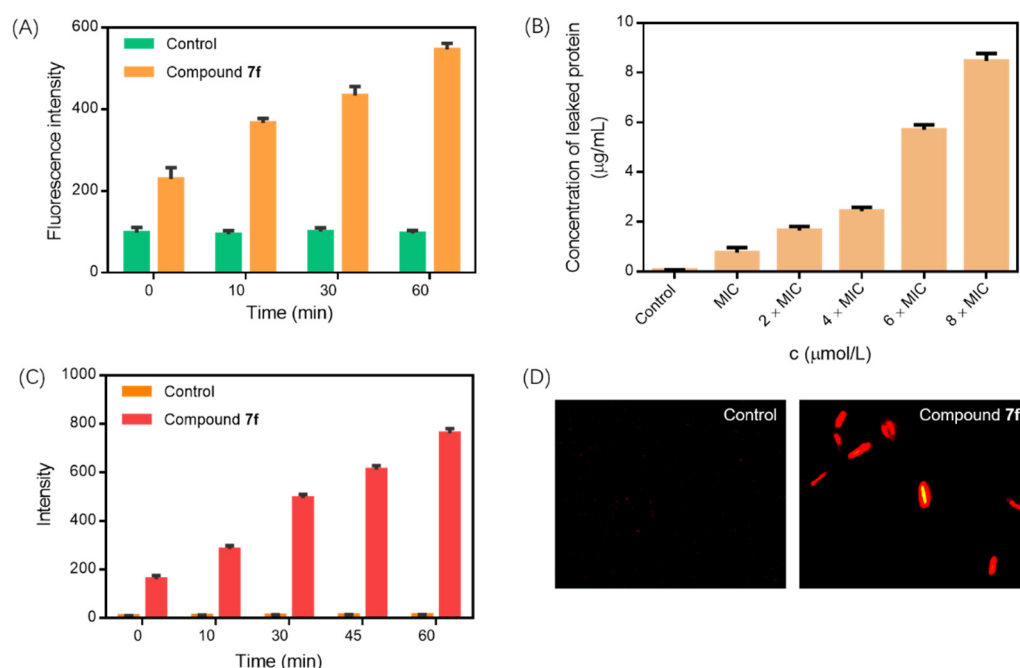 (A)
600
400
200
0
Fluorescence intensity
Control
Compound 7f
0 10 30 60
Time (min)
(B)
10
8
6
4
2
0
Concentration of leaked protein
(μg/mL)
Control MIC 2 × MIC 4 × MIC 6 × MIC 8 × MIC
c (μmol/L)
(C)
1000
800
600
400
200
0
Intensity
Control
Compound 7f
0 10 30 45 60
Time (min)
(D)
Control
Compound 7f